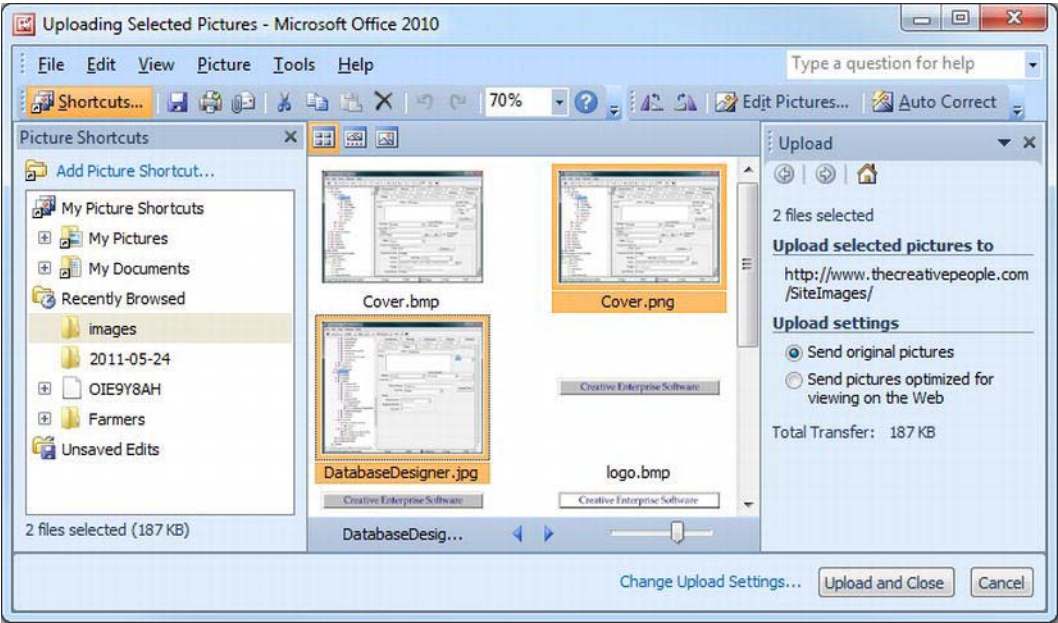 Uploading Selected Pictures - Microsoft Office 2010
File Edit View Picture Tools Help
Type a question for help
Shortcuts...
70%
Edit Pictures...
Auto Correct
Picture Shortcuts
Add Picture Shortcut...
My Picture Shortcuts
My Pictures
My Documents
Recently Browsed
images
2011-05-24
OIE9Y8AH
Farmers
Unsaved Edits
2 files selected (187 KB)
Cover.bmp
Cover.png
DatabaseDesigner.jpg
Creative Enterprise Software
logo.bmp
Creative Enterprise Software
Creative Enterprise Software
DatabaseDesig...
Upload
2 files selected
Upload selected pictures to
http://www.thecreativepeople.com
/SiteImages/
Upload settings
Send original pictures
Send pictures optimized for
viewing on the Web
Total Transfer: 187 KB
Change Upload Settings...
Upload and Close
Cancel